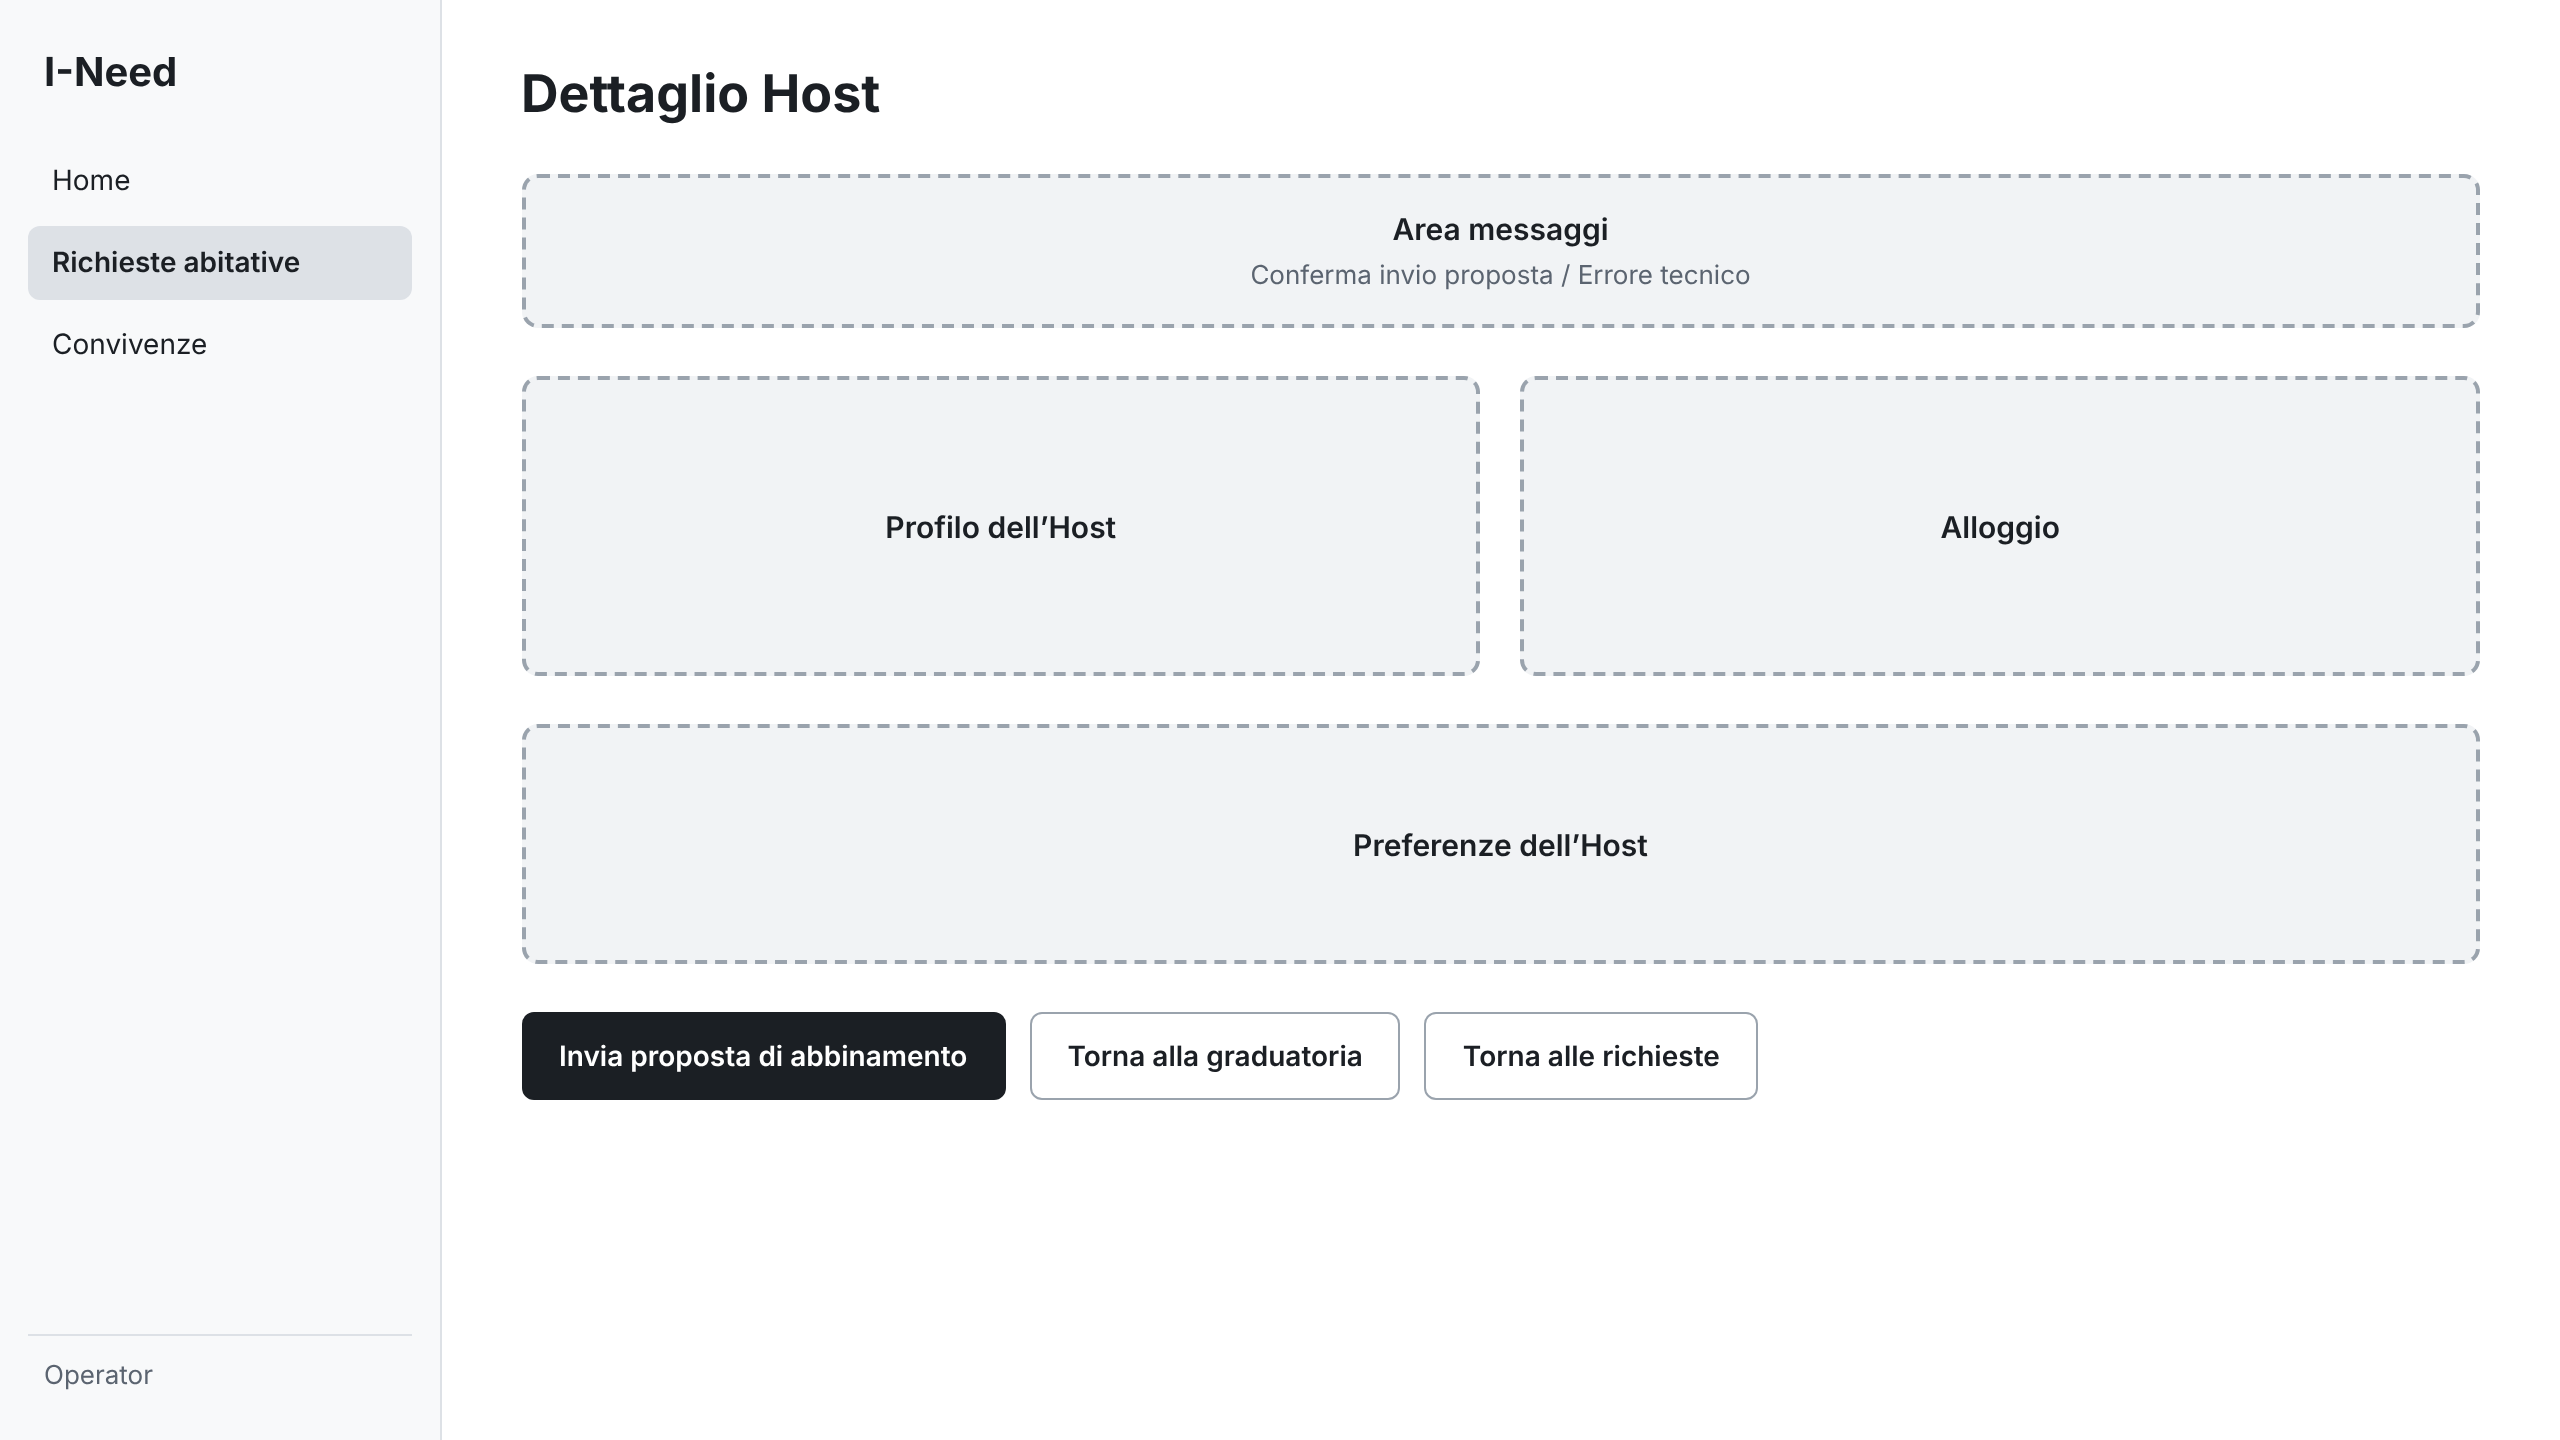 I-Need
Home
Richieste abitative
Convivenze
Operator
Dettaglio Host
Area messaggi
Conferma invio proposta / Errore tecnico
Profilo dell’Host
Alloggio
Preferenze dell’Host
Invia proposta di abbinamento
Torna alla graduatoria
Torna alle richieste